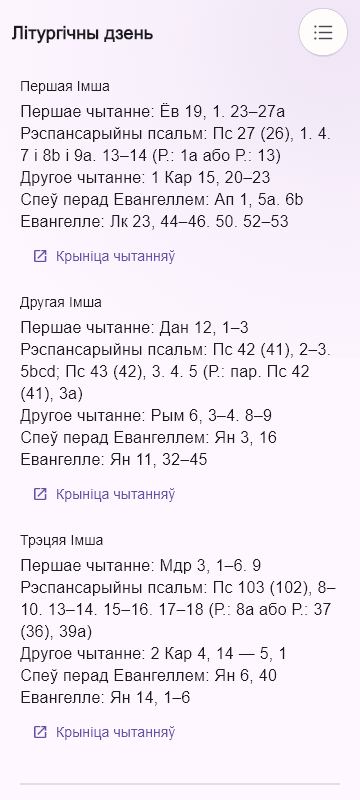 Літургічны дзень
Першая Імша
Першае чытанне: Ёв 19, 1. 23–27a
Рэспансарыйны псальм: Пс 27 (26), 1. 4.
7 і 8b і 9a. 13–14 (Р.: 1a або Р.: 13)
Другое чытанне: 1 Кар 15, 20–23
Спеў перад Евангеллем: Ап 1, 5a. 6b
Евангелле: Лк 23, 44–46. 50. 52–53
Крыніца чытанняў
Другая Імша
Першае чытанне: Дан 12, 1–3
Рэспансарыйны псальм: Пс 42 (41), 2–3.
5bcd; Пс 43 (42), 3. 4. 5 (Р.: пар. Пс 42
(41), 3a)
Другое чытанне: Рым 6, 3–4. 8–9
Спеў перад Евангеллем: Ян 3, 16
Евангелле: Ян 11, 32–45
Крыніца чытанняў
Трэцяя Імша
Першае чытанне: Мдр 3, 1–6. 9
Рэспансарыйны псальм: Пс 103 (102), 8–
10. 13–14. 15–16. 17–18 (Р.: 8a або Р.: 37
(36), 39a)
Другое чытанне: 2 Кар 4, 14 — 5, 1
Спеў перад Евангеллем: Ян 6, 40
Евангелле: Ян 14, 1–6
Крыніца чытанняў